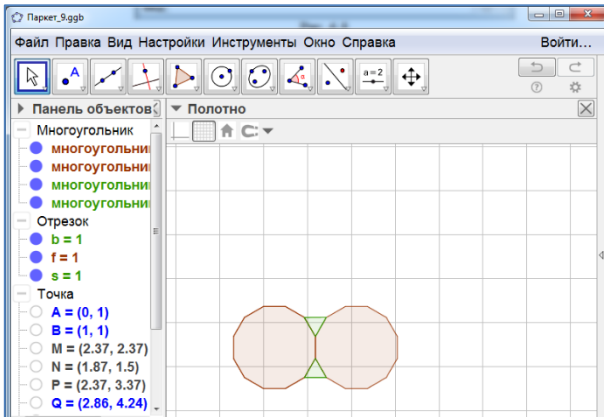 Паркет_9.ggb
Файл Правка Вид Настройки Инструменты Окно Справка Войти...
A
α
a=2
Панель объектов
Полотно
Многоугольник
многоугольни
многоугольни
многоугольни
многоугольни
Отрезок
b = 1
f = 1
s = 1
Точка
A = (0, 1)
B = (1, 1)
M = (2.37, 2.37)
N = (1.87, 1.5)
P = (2.37, 3.37)
Q = (2.86, 4.24)